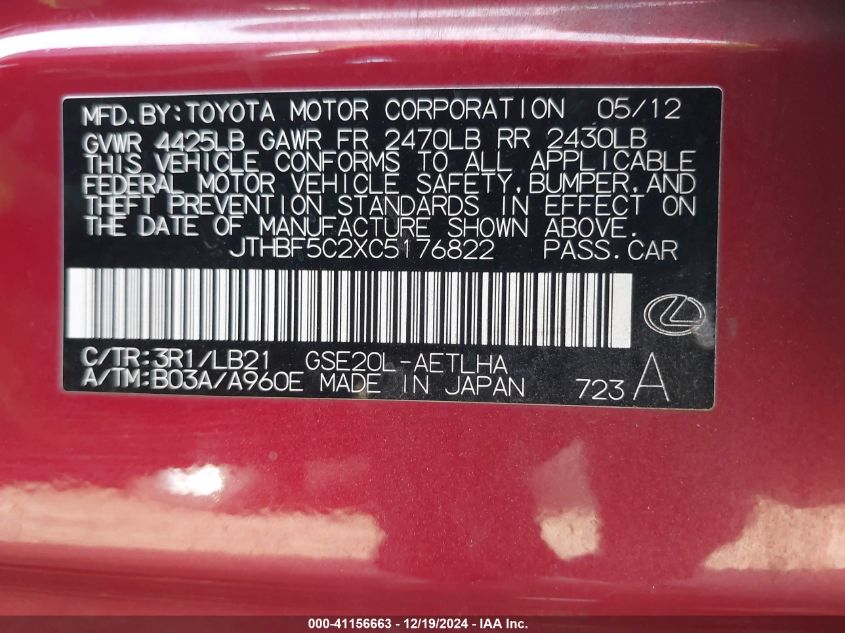 MFD. BY: TOYOTA MOTOR CORPORATION 05/12
GVWR 4425LB GAWR FR 2470LB RR 2430LB
THIS VEHICLE CONFORMS TO ALL APPLICABLE
FEDERAL MOTOR VEHICLE SAFETY, BUMPER, AND
THEFT PREVENTION STANDARDS IN EFFECT ON
THE DATE OF MANUFACTURE SHOWN ABOVE.
JTHBF5C2XC5176822 PASS. CAR
C/TR: 3R1/LB21 GSE20L-AETLHA
A/TM: B03A/A960E MADE IN JAPAN 723 A
000-41156663 - 12/19/2024 - IAA, Inc.